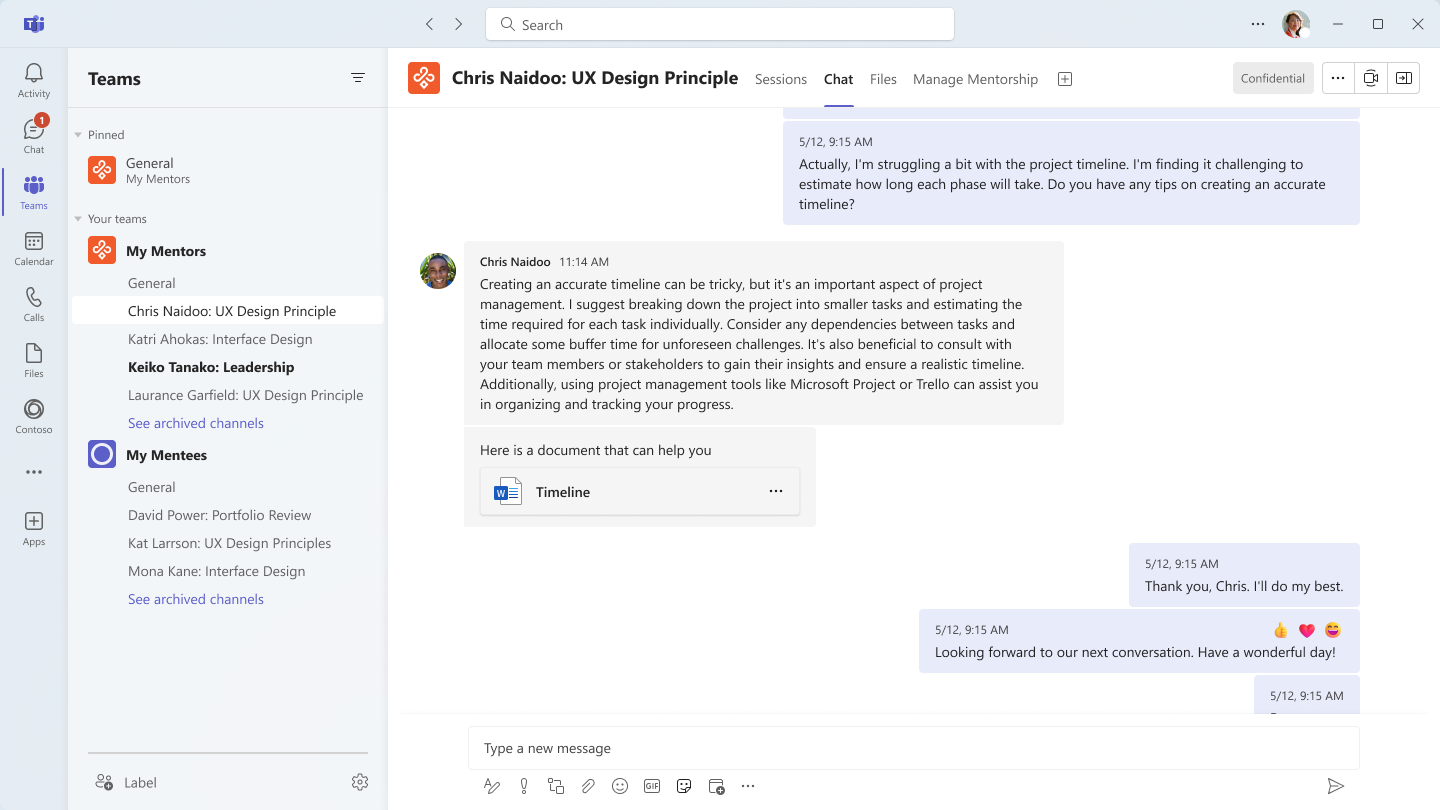 Search
Activity
Chat
1
Teams
Calendar
Calls
Files
Contoso
Apps
Teams
Pinned
General
My Mentors
Your teams
My Mentors
General
Chris Naidoo: UX Design Principle
Katri Ahokas: Interface Design
Keiko Tanako: Leadership
Laurance Garfield: UX Design Principle
See archived channels
My Mentees
General
David Power: Portfolio Review
Kat Larrson: UX Design Principles
Mona Kane: Interface Design
See archived channels
Label
Chris Naidoo: UX Design Principle
Sessions
Chat
Files
Manage Mentorship
Confidential
5/12, 9:15 AM
Actually, I'm struggling a bit with the project timeline. I'm finding it challenging to
estimate how long each phase will take. Do you have any tips on creating an accurate
timeline?
Chris Naidoo 11:14 AM
Creating an accurate timeline can be tricky, but it's an important aspect of project
management. I suggest breaking down the project into smaller tasks and estimating the
time required for each task individually. Consider any dependencies between tasks and
allocate some buffer time for unforeseen challenges. It's also beneficial to consult with
your team members or stakeholders to gain their insights and ensure a realistic timeline.
Additionally, using project management tools like Microsoft Project or Trello can assist you
in organizing and tracking your progress.
Here is a document that can help you
W
Timeline
5/12, 9:15 AM
Thank you, Chris. I'll do my best.
5/12, 9:15 AM
Looking forward to our next conversation. Have a wonderful day!
5/12, 9:15 AM
Type a new message
GIF